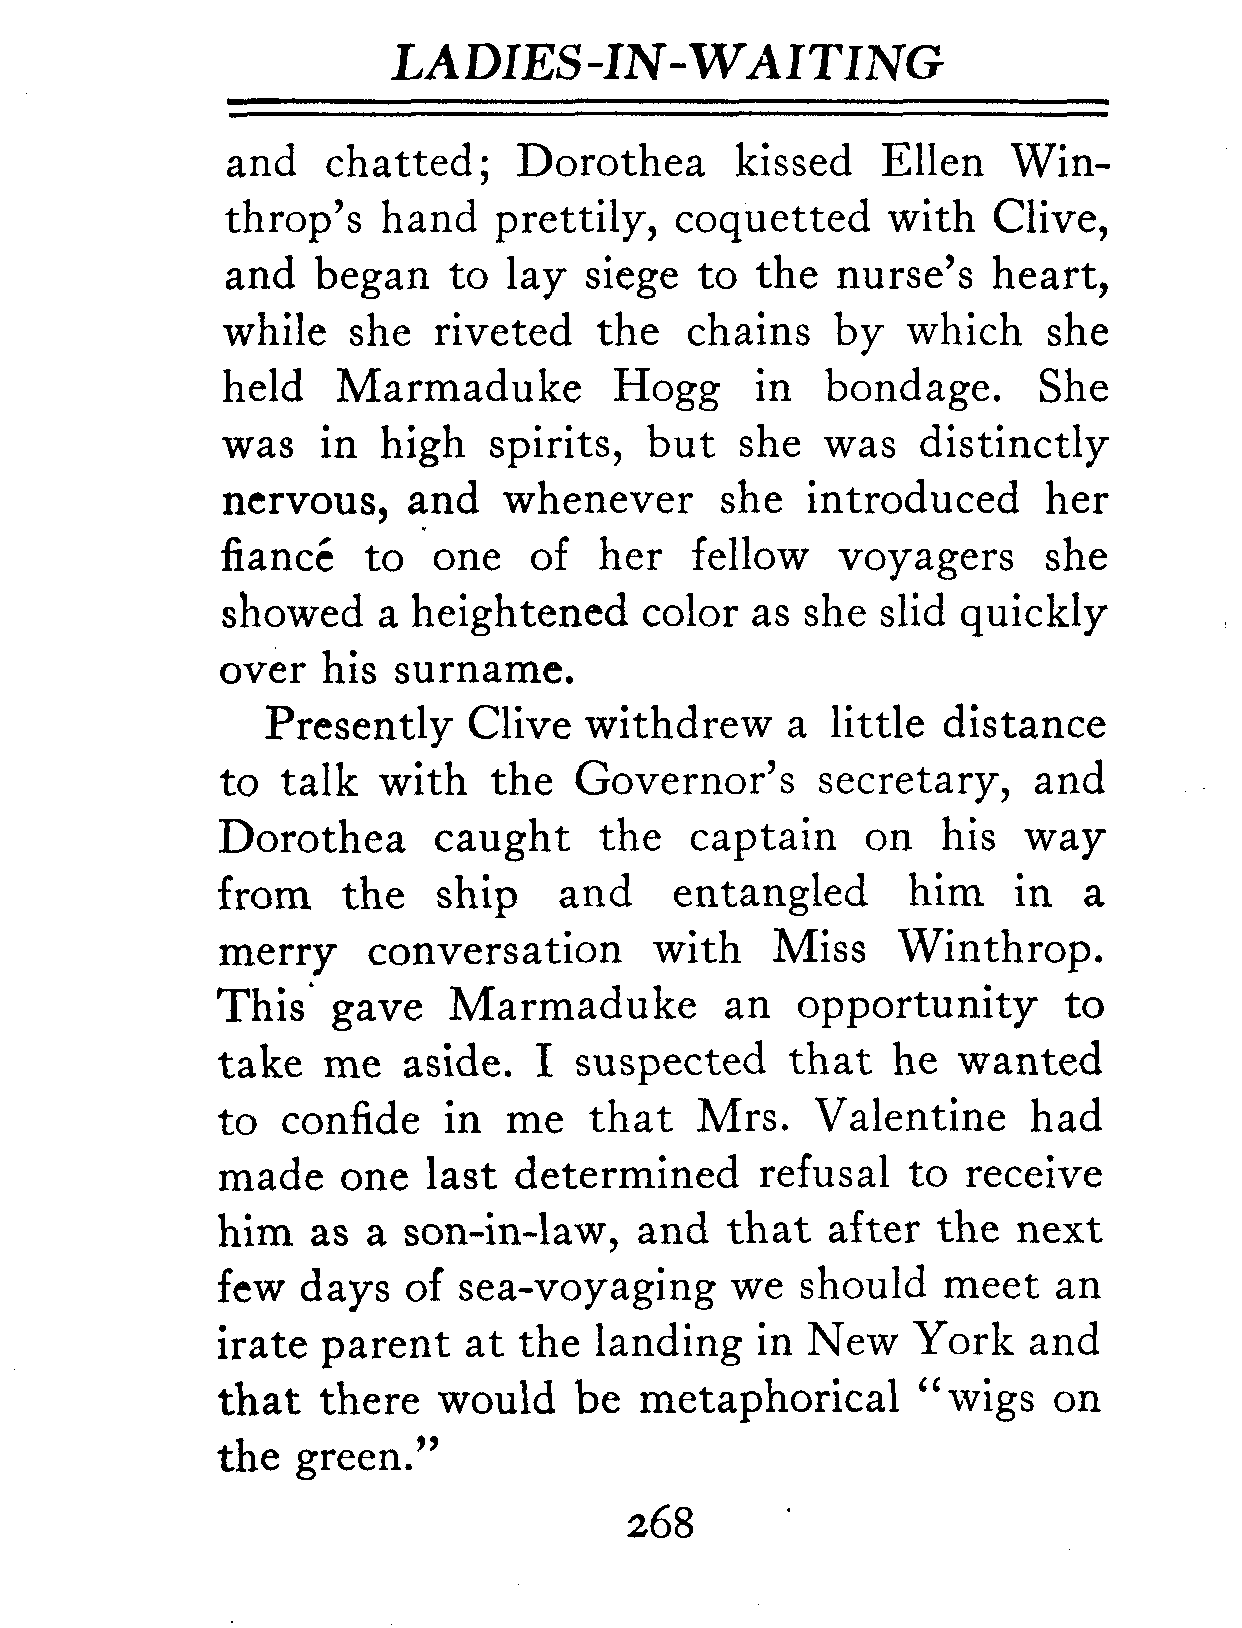 LADIES-IN-WAITING
and chatted; Dorothea kissed Ellen Win-
throp's hand prettily, coquetted with Clive,
and began to lay siege to the nurse's heart,
while she riveted the chains by which she
held Marmaduke Hogg in bondage. She
was in high spirits, but she was distinctly
nervous, and whenever she introduced her
fiancé to one of her fellow voyagers she
showed a heightened color as she slid quickly
over his surname.
Presently Clive withdrew a little distance
to talk with the Governor's secretary, and
Dorothea caught the captain on his way
from the ship and entangled him in a
merry conversation with Miss Winthrop.
This gave Marmaduke an opportunity to
take me aside. I suspected that he wanted
to confide in me that Mrs. Valentine had
made one last determined refusal to receive
him as a son-in-law, and that after the next
few days of sea-voyaging we should meet an
irate parent at the landing in New York and
that there would be metaphorical "wigs on
the green."
268